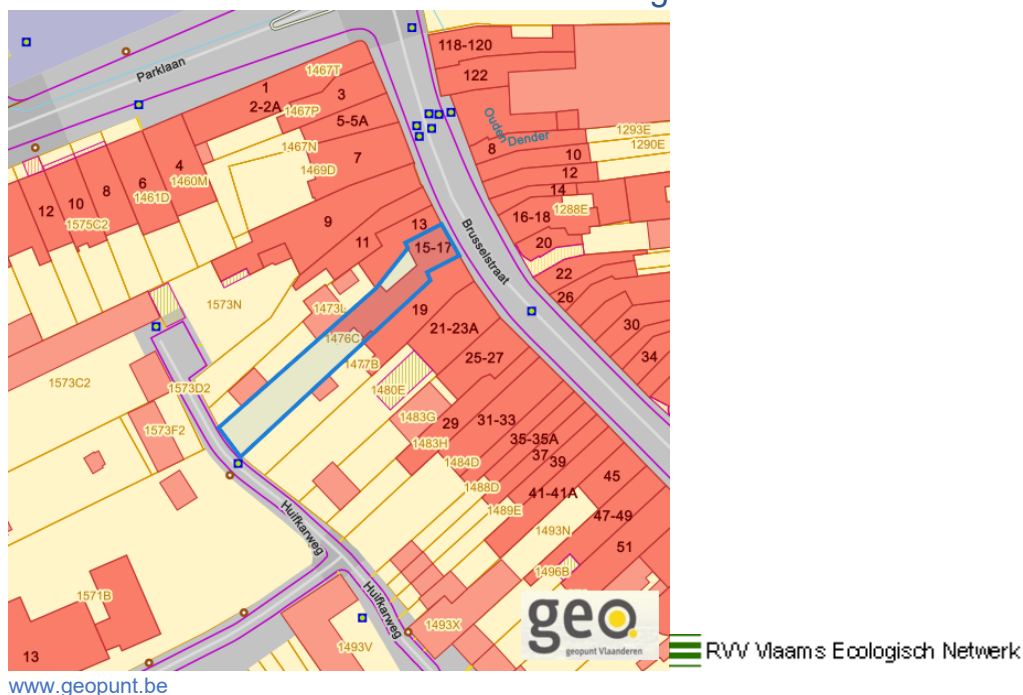 g
118-120
Parklaan
1467T
122
1
3
2-2A
1467P
5-5A
Ouden Dender
1293E
1467N
8
1290E
4
1469D
7
10
6
1460M
12
8
1461D
14
12
10
16-18
1288E
1575C2
9
13
20
11
15-17
Brusselstraat
22
26
1573N
1473L
19
30
21-23A
1476C
34
25-27
1477B
1573C2
1573D2
1480E
1483G
29
31-33
1573F2
1483H
35-35A
37
39
1484D
45
1488D
41-41A
1489E
47-49
Huifkarweg
1493N
51
1496B
1571B
Huifkarweg
geo
1493X
geopunt Vlaanderen
1493V
13
RVV Vlaams Ecologisch Netwerk
www.geopunt.be